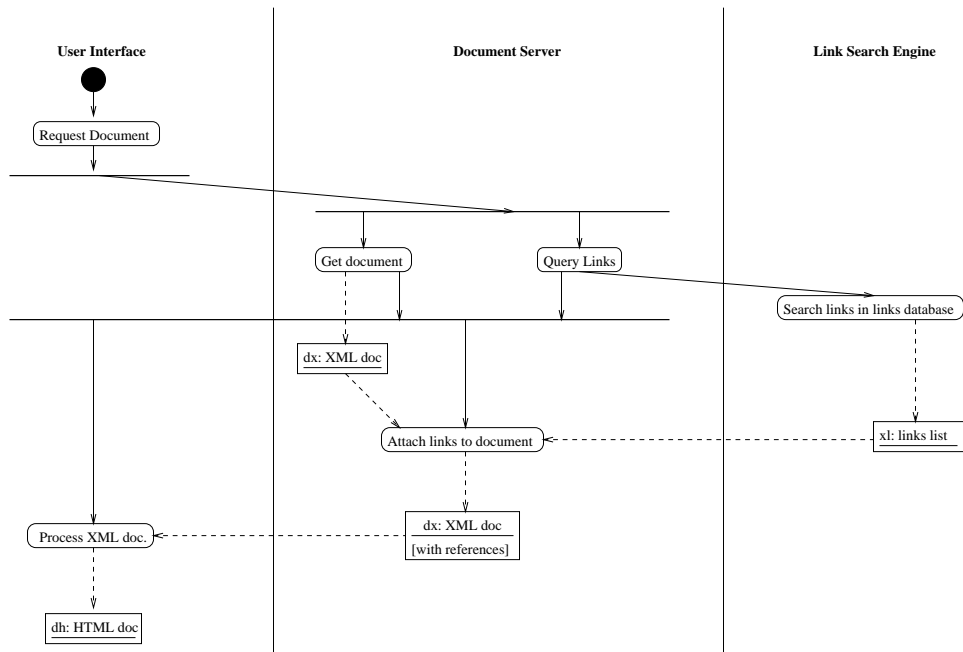 User Interface
Document Server
Link Search Engine
Request Document
Get document
Query Links
Search links in links database
dx: XML doc
Attach links to document
xl: links list
dx: XML doc
[with references]
Process XML doc.
dh: HTML doc